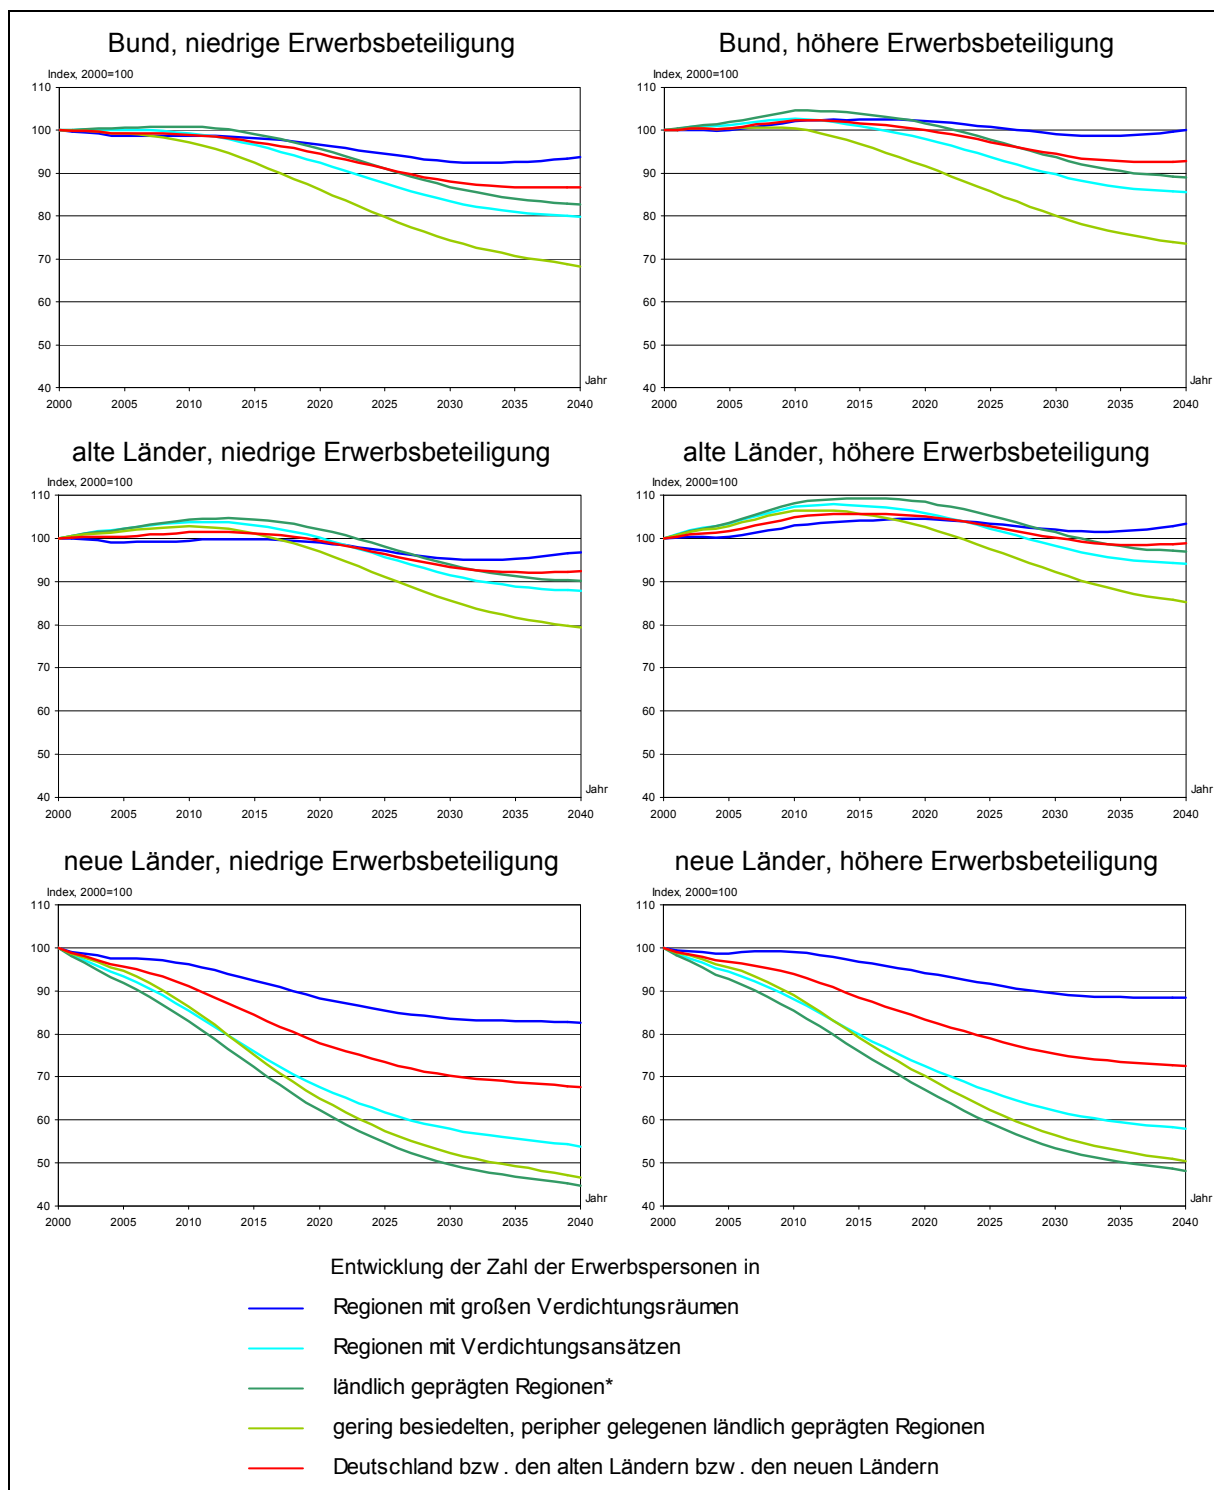 Bund, niedrige Erwerbsbeteiligung
Index, 2000=100
110
100
90
80
70
60
50
40
Jahr
2000 2005 2010 2015 2020 2025 2030 2035 2040
Bund, höhere Erwerbsbeteiligung
Index, 2000=100
110
100
90
80
70
60
50
40
Jahr
2000 2005 2010 2015 2020 2025 2030 2035 2040
alte Länder, niedrige Erwerbsbeteiligung
Index, 2000=100
110
100
90
80
70
60
50
40
Jahr
2000 2005 2010 2015 2020 2025 2030 2035 2040
alte Länder, höhere Erwerbsbeteiligung
Index, 2000=100
110
100
90
80
70
60
50
40
Jahr
2000 2005 2010 2015 2020 2025 2030 2035 2040
neue Länder, niedrige Erwerbsbeteiligung
Index, 2000=100
110
100
90
80
70
60
50
40
Jahr
2000 2005 2010 2015 2020 2025 2030 2035 2040
neue Länder, höhere Erwerbsbeteiligung
Index, 2000=100
110
100
90
80
70
60
50
40
Jahr
2000 2005 2010 2015 2020 2025 2030 2035 2040
Entwicklung der Zahl der Erwerbspersonen in
Regionen mit großen Verdichtungsräumen
Regionen mit Verdichtungsansätzen
ländlich geprägten Regionen*
gering besiedelten, peripher gelegenen ländlich geprägten Regionen
Deutschland bzw. den alten Ländern bzw. den neuen Ländern